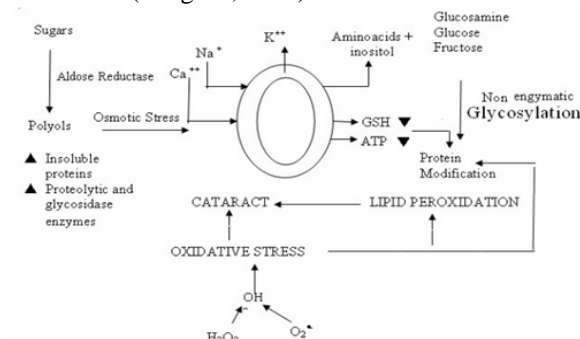 Sugars
Aldose Reductase
Polyols
Osmotic Stress
▲ Insoluble
proteins
▲ Proteolytic and
glycosidase
enzymes
Na+
Ca++
K++
Aminoacids +
inositol
GSH ▼
ATP ▼
Glucosamine
Glucose
Fructose
Non engymatic
Glycosylation
Protein
Modification
CATARACT
LIPID PEROXIDATION
OXIDATIVE STRESS
OH
H2O2